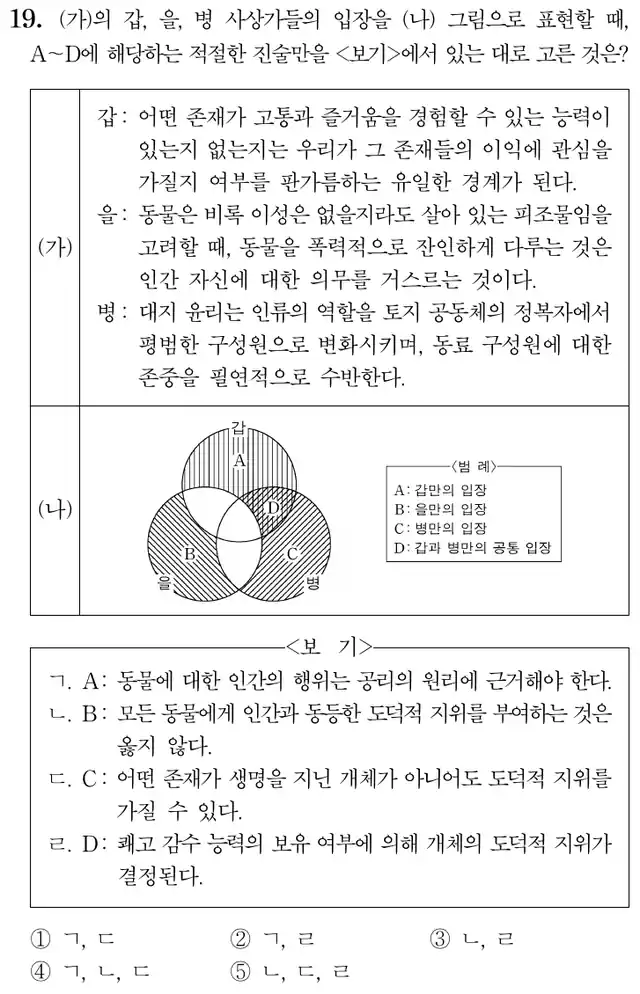 19. (가)의 갑, 을, 병 사상가들의 입장을 (나) 그림으로 표현할 때,
A~D에 해당하는 적절한 진술만을 <보기>에서 있는 대로 고른 것은?
(가)
갑: 어떤 존재가 고통과 즐거움을 경험할 수 있는 능력이
있는지 없는지는 우리가 그 존재들의 이익에 관심을
가질지 여부를 판가름하는 유일한 경계가 된다.
을: 동물은 비록 이성은 없을지라도 살아 있는 피조물임을
고려할 때, 동물을 폭력적으로 잔인하게 다루는 것은
인간 자신에 대한 의무를 거스르는 것이다.
병: 대지 윤리는 인류의 역할을 토지 공동체의 정복자에서
평범한 구성원으로 변화시키며, 동료 구성원에 대한
존중을 필연적으로 수반한다.
(나)
갑
A
D
B
C
을
병
<범 례>
A: 갑만의 입장
B: 을만의 입장
C: 병만의 입장
D: 갑과 병만의 공통 입장
<보 기>
ㄱ. A: 동물에 대한 인간의 행위는 공리의 원리에 근거해야 한다.
ㄴ. B: 모든 동물에게 인간과 동등한 도덕적 지위를 부여하는 것은
옳지 않다.
ㄷ. C: 어떤 존재가 생명을 지닌 개체가 아니어도 도덕적 지위를
가질 수 있다.
ㄹ. D: 쾌고 감수 능력의 보유 여부에 의해 개체의 도덕적 지위가
결정된다.
① ㄱ, ㄷ ② ㄱ, ㄹ ③ ㄴ, ㄹ
④ ㄱ, ㄴ, ㄷ ⑤ ㄴ, ㄷ, ㄹ